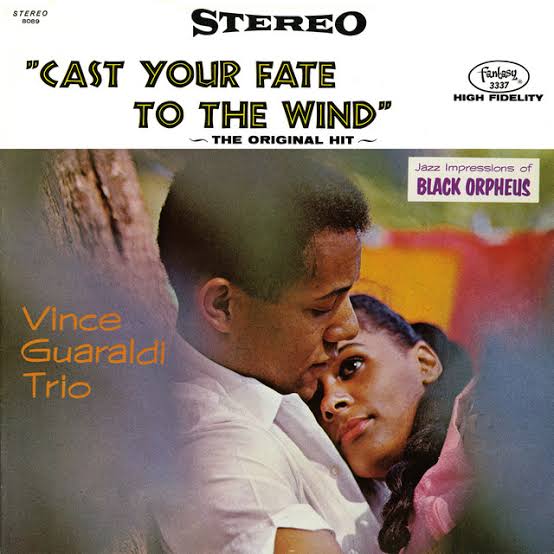 STEREO
8089
STEREO
"CAST YOUR FATE
TO THE WIND"
~ THE ORIGINAL HIT ~
Fantasy
3337
®
HIGH FIDELITY
Jazz Impressions of
BLACK ORPHEUS
Vince
Guaraldi
Trio